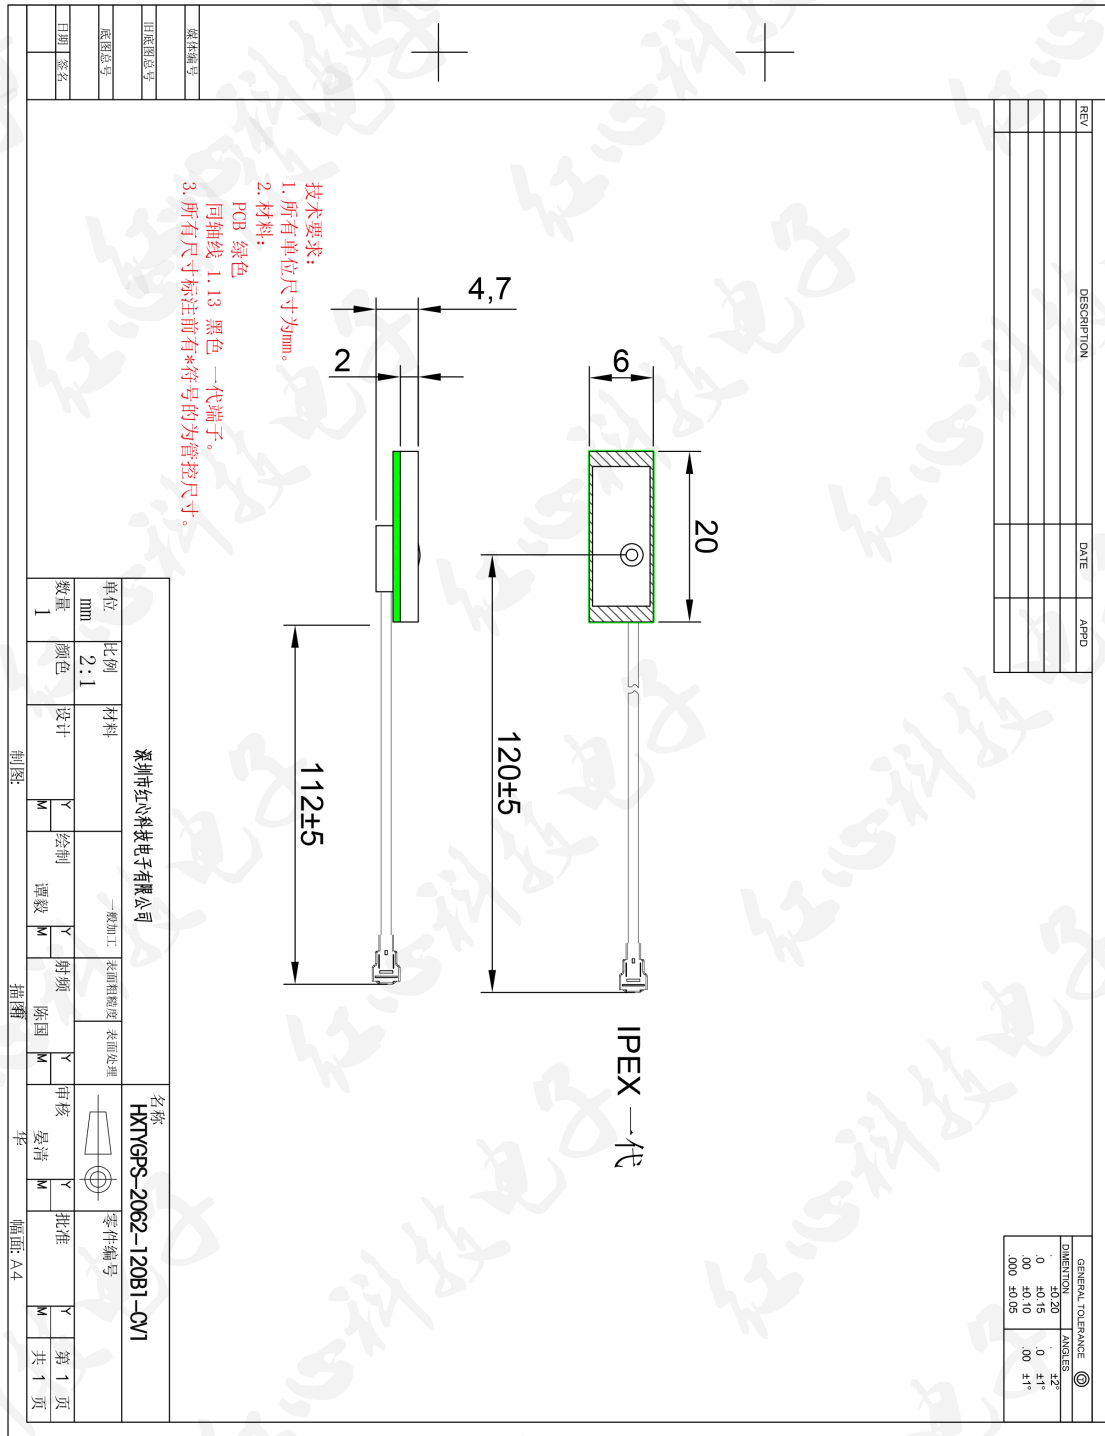 REV
DESCRIPTION
DATE
APPD
GENERAL TOLERANCE
DIMENTION
ANGLES
. ±0.20
. ±2°
.0 ±0.15
.0 ±1°
.00 ±0.10
.00 ±1°
.000 ±0.05
20
6
120±5
IPEX 一代
4,7
2
112±5
技术要求:
1. 所有单位尺寸为mm。
2. 材料:
PCB 绿色
同轴线 1.13 黑色 一代端子。
3. 所有尺寸标注前有*符号的为管控尺寸。
媒体编号
旧底图总号
底图总号
日期
签名
深圳市红心科技电子有限公司
名称
HXTYGPS-2062-120B1-CV1
单位
mm
比例
2:1
材料
一般加工
表面粗糙度
表面处理
零件编号
数量
1
颜色
设计
Y
M
绘制
谭毅
Y
M
射频
陈国
Y
M
审核
晏清
Y
M
批准
Y
M
第 1 页
共 1 页
制图:
华
幅面: A4
红心科技电子